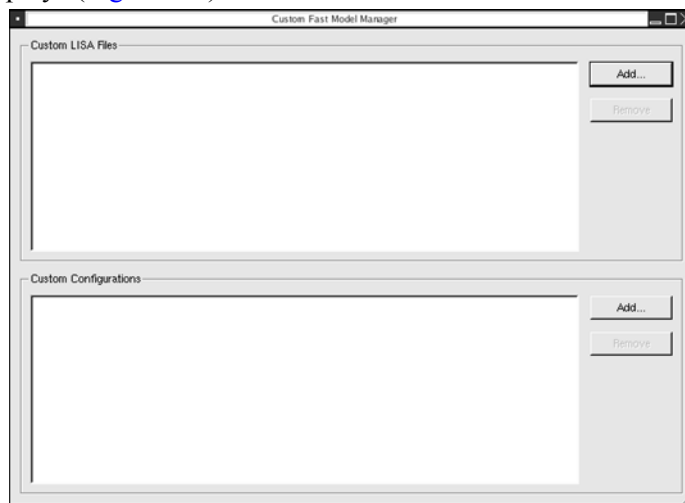 Custom Fast Model Manager
Custom LISA Files
Add...
Remove
Custom Configurations
Add...
Remove